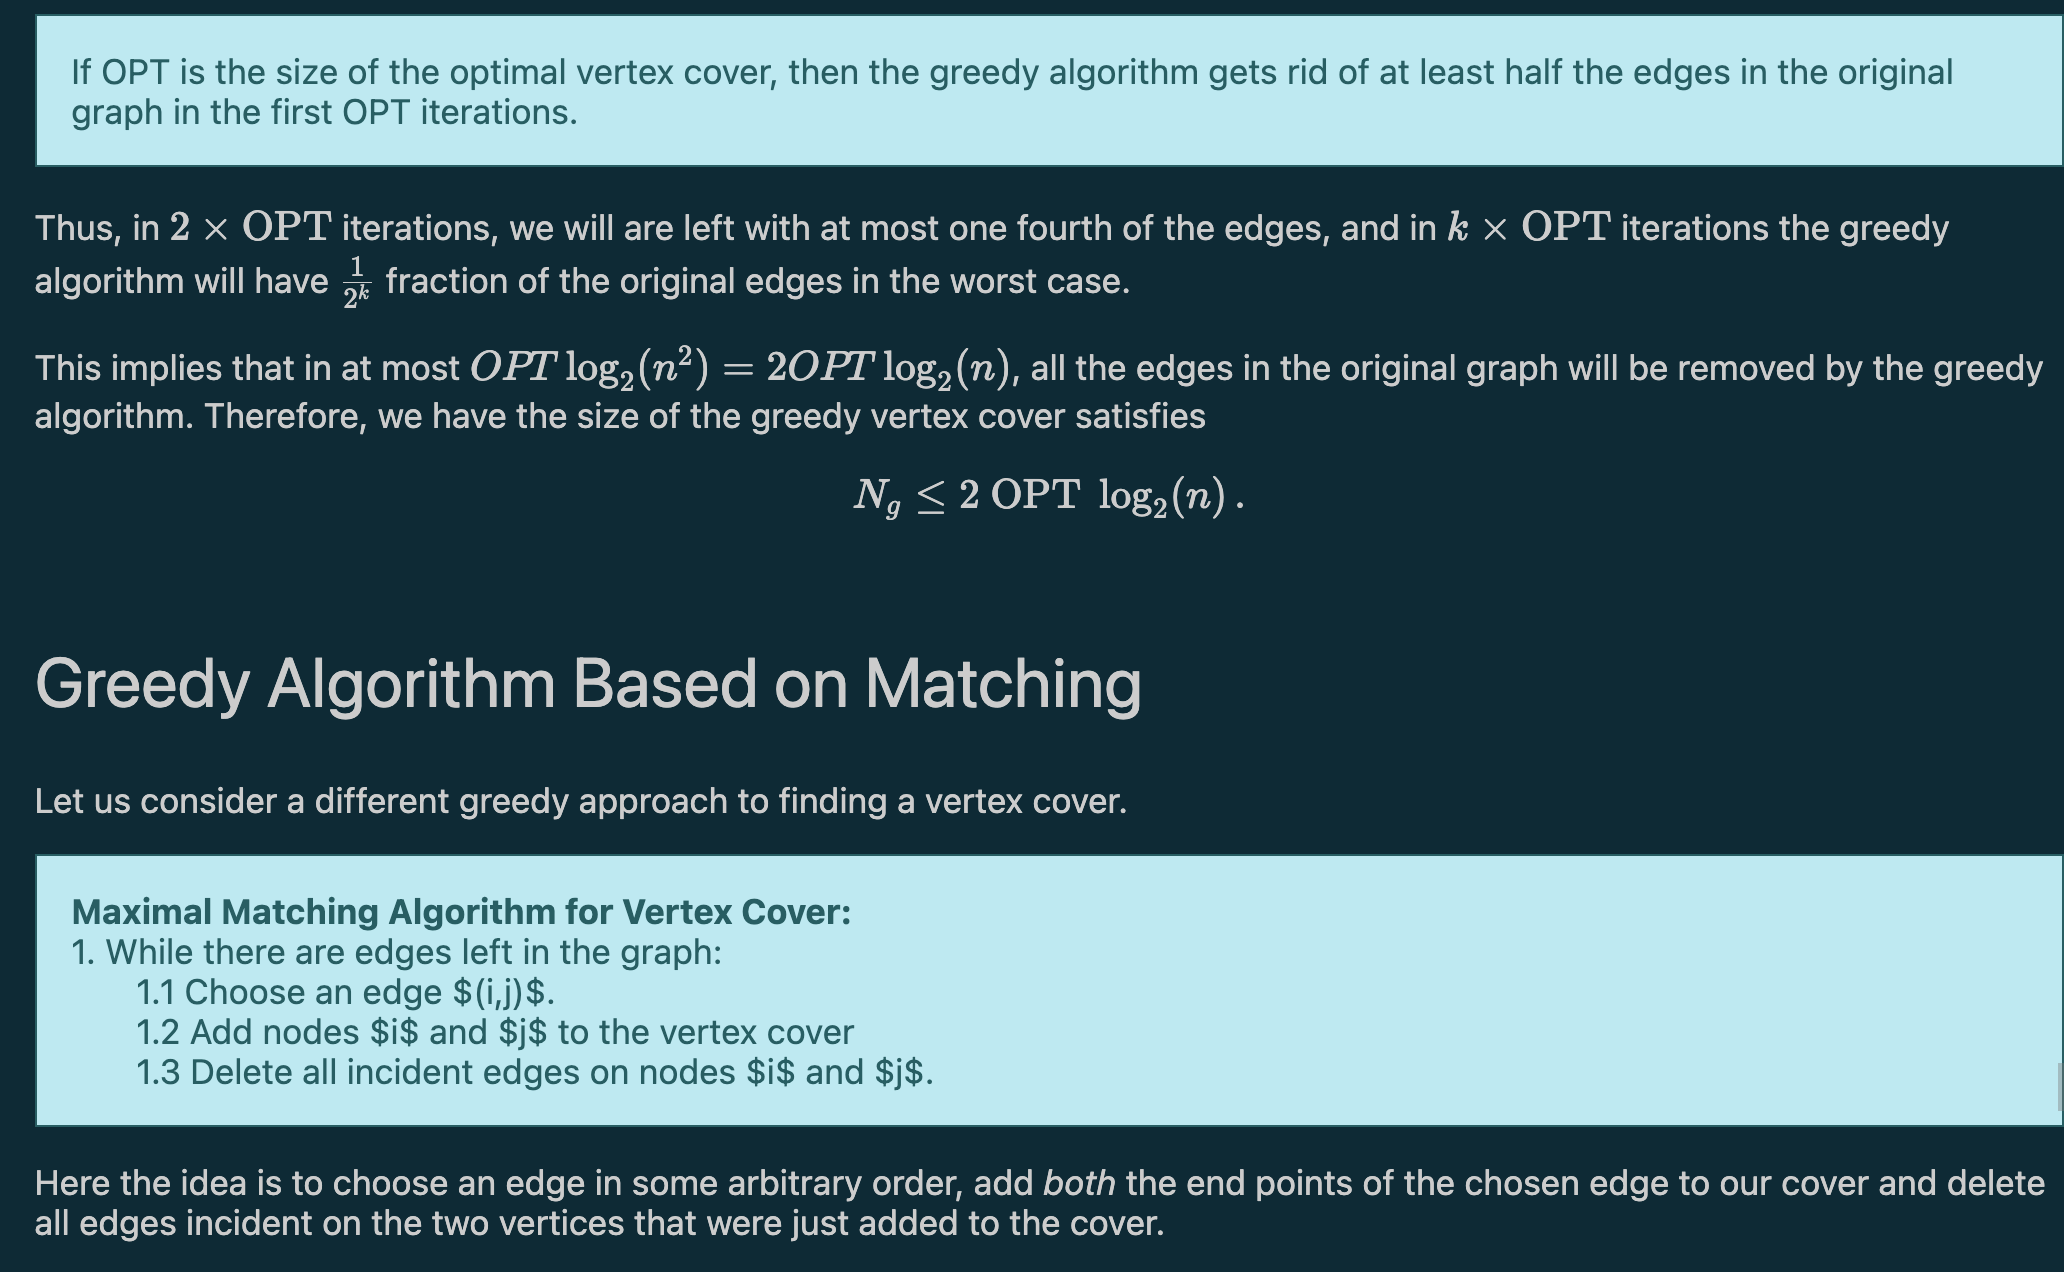 If OPT is the size of the optimal vertex cover, then the greedy algorithm gets rid of at least half the edges in the original
graph in the first OPT iterations.
Thus, in 2 × OPT iterations, we will are left with at most one fourth of the edges, and in k × OPT iterations the greedy
algorithm will have \frac{1}{2^k} fraction of the original edges in the worst case.
This implies that in at most OPT log₂(n²) = 2OPT log₂(n), all the edges in the original graph will be removed by the greedy
algorithm. Therefore, we have the size of the greedy vertex cover satisfies
N_g ≤ 2 OPT log₂(n).
Greedy Algorithm Based on Matching
Let us consider a different greedy approach to finding a vertex cover.
Maximal Matching Algorithm for Vertex Cover:
1. While there are edges left in the graph:
1.1 Choose an edge $(i,j)$.
1.2 Add nodes $i$ and $j$ to the vertex cover
1.3 Delete all incident edges on nodes $i$ and $j$.
Here the idea is to choose an edge in some arbitrary order, add both the end points of the chosen edge to our cover and delete
all edges incident on the two vertices that were just added to the cover.